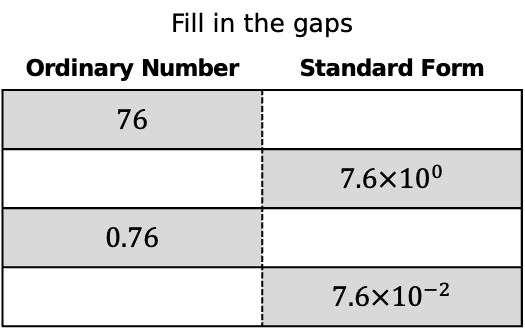 Fill in the gaps
Ordinary Number Standard Form
76
7.6×10⁰
0.76
7.6×10⁻²